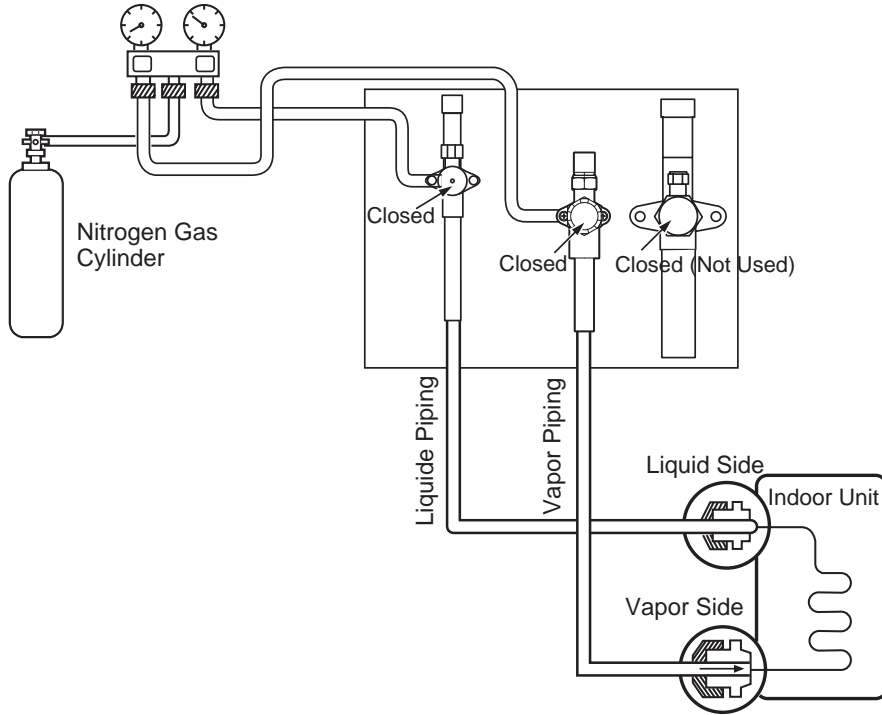 Nitrogen Gas
Cylinder
Closed
Closed
Closed (Not Used)
Liquide Piping
Vapor Piping
Liquid Side
Indoor Unit
Vapor Side